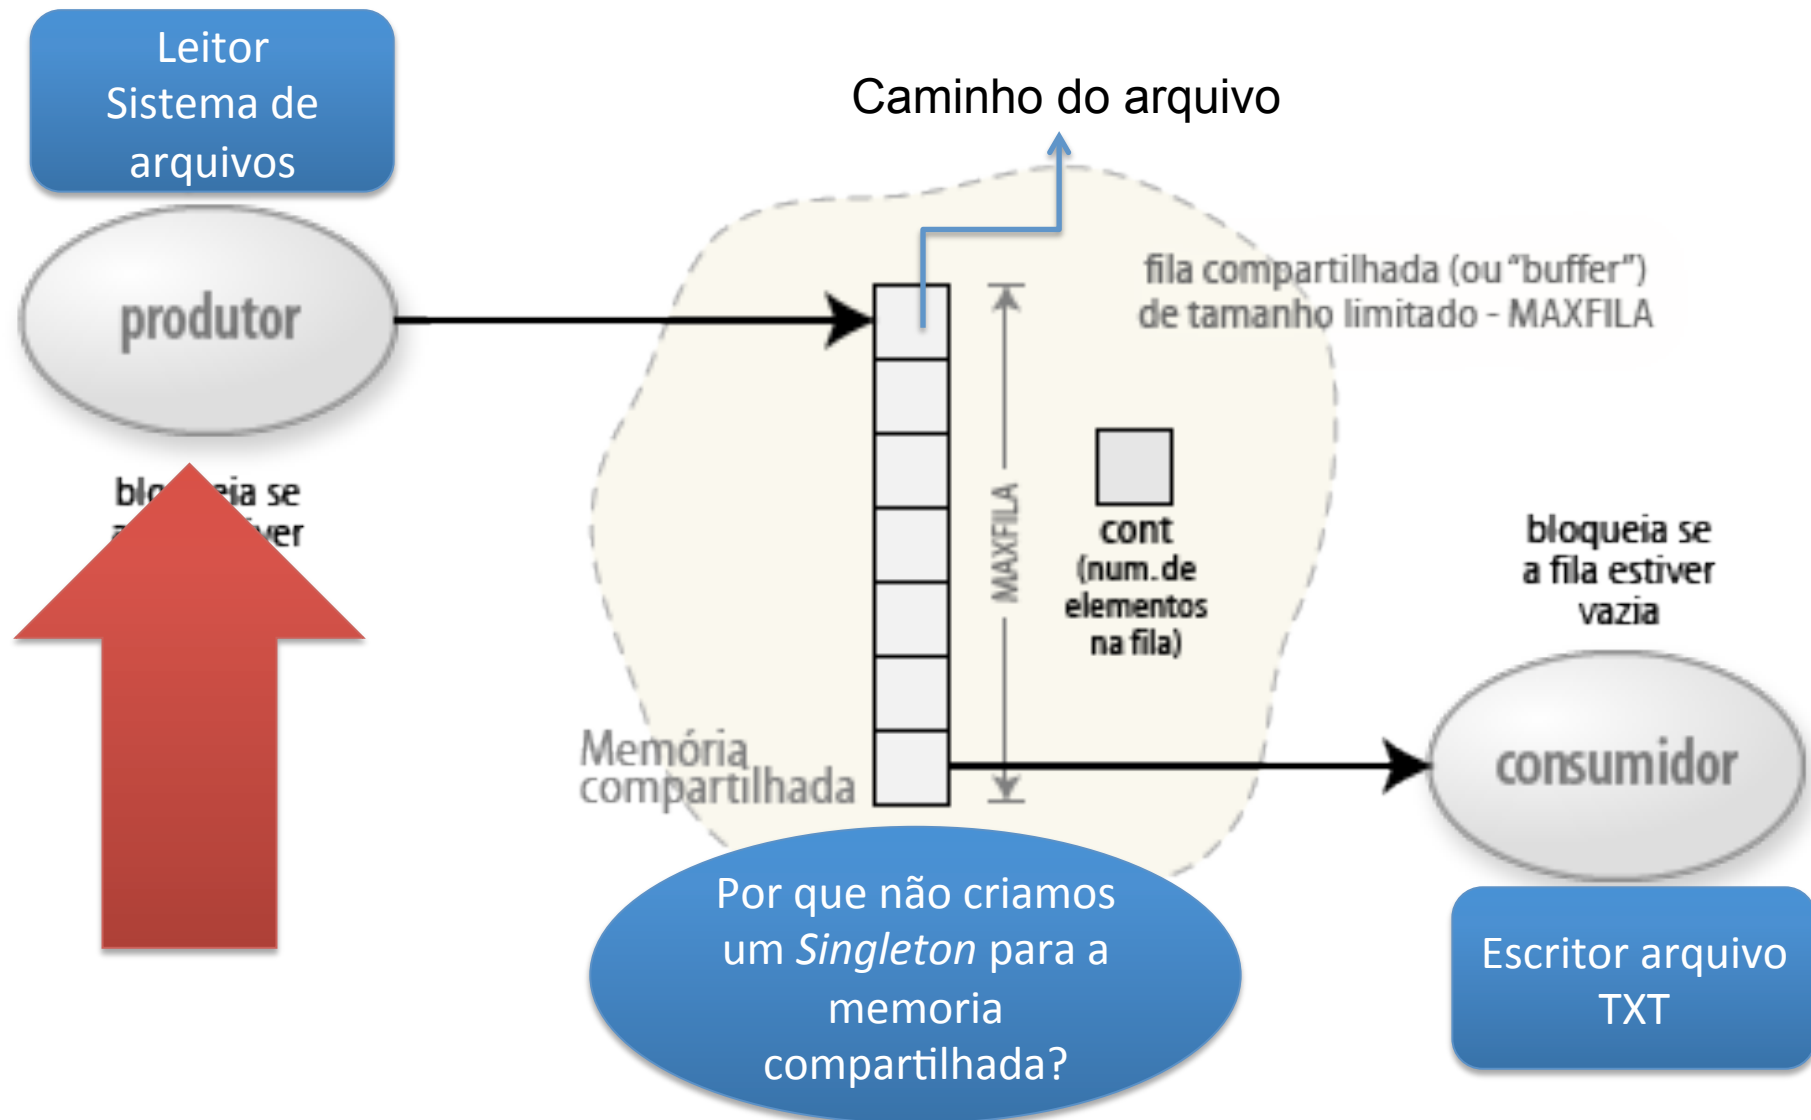 Leitor
Sistema de
arquivos
Caminho do arquivo
produtor
fila compartilhada (ou “buffer”)
de tamanho limitado - MAXFILA
MAXFILA
cont
(num. de
elementos
na fila)
se
bloqueia se
a fila estiver
vazia
Memória
compartilhada
consumidor
Por que não criamos
um Singleton para a
memoria
compartilhada?
Escritor arquivo
TXT